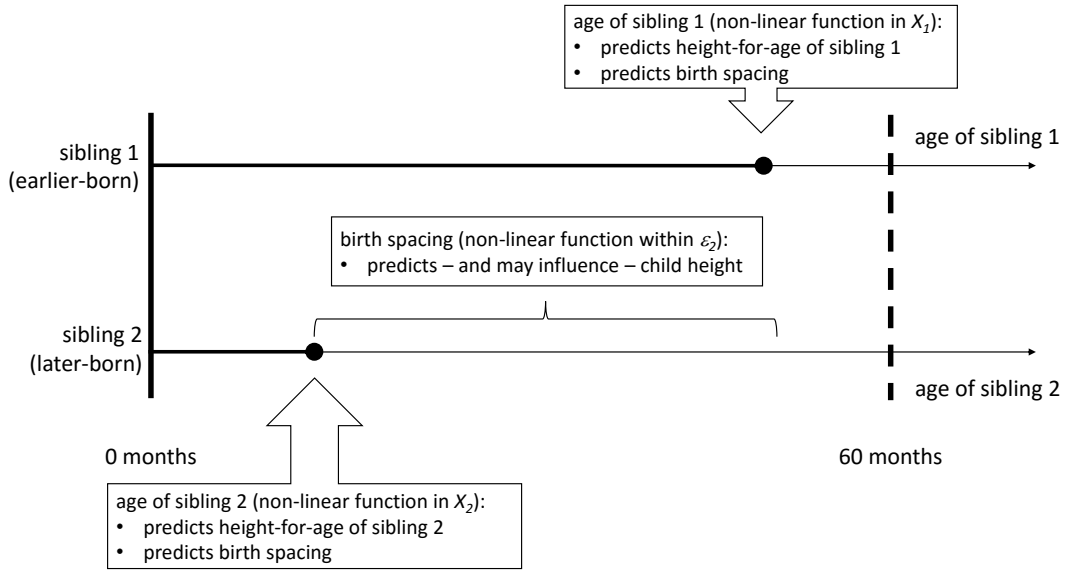 age of sibling 1 (non-linear function in X₁):
• predicts height-for-age of sibling 1
• predicts birth spacing
sibling 1
(earlier-born)
age of sibling 1
birth spacing (non-linear function within ε₂):
• predicts – and may influence – child height
sibling 2
(later-born)
age of sibling 2
0 months
60 months
age of sibling 2 (non-linear function in X₂):
• predicts height-for-age of sibling 2
• predicts birth spacing